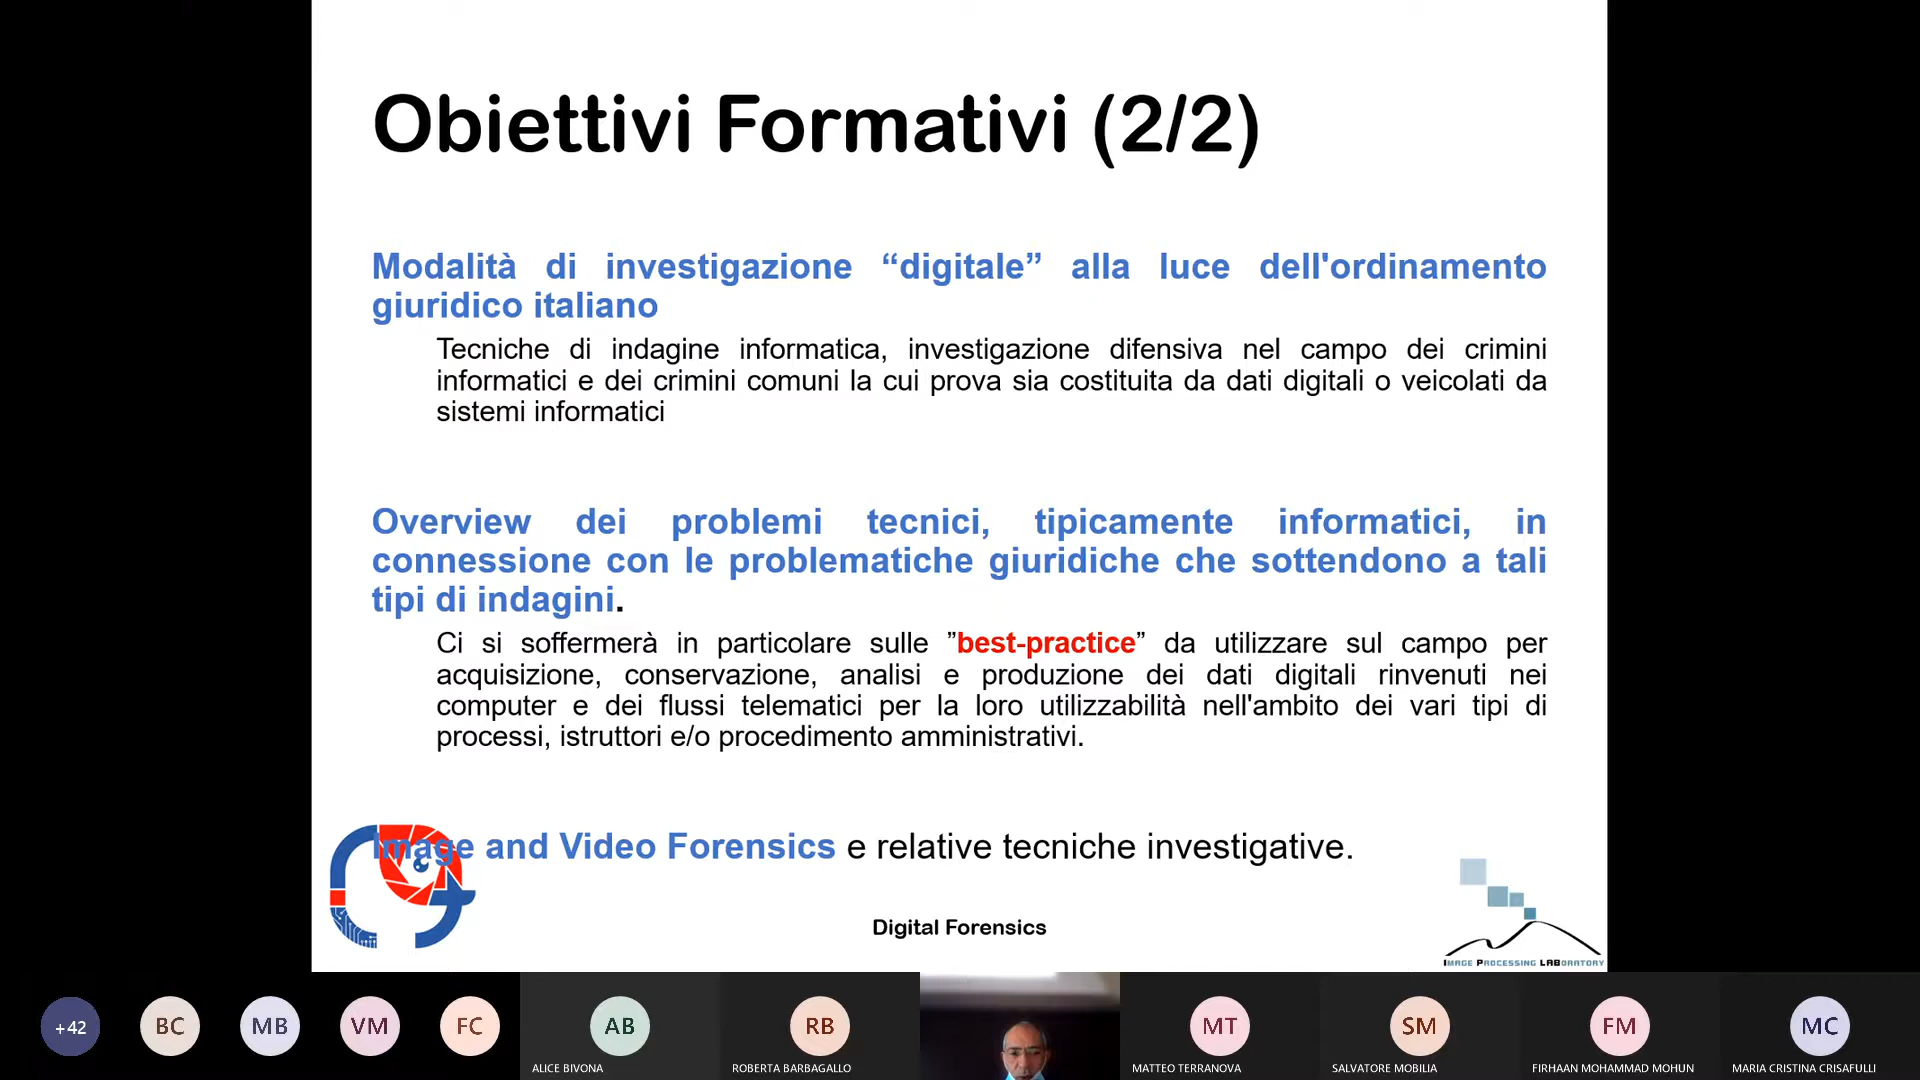 Obiettivi Formativi (2/2)
Modalità di investigazione “digitale” alla luce dell'ordinamento
giuridico italiano
Tecniche di indagine informatica, investigazione difensiva nel campo dei crimini
informatici e dei crimini comuni la cui prova sia costituita da dati digitali o veicolati da
sistemi informatici
Overview dei problemi tecnici, tipicamente informatici, in
connessione con le problematiche giuridiche che sottendono a tali
tipi di indagini.
Ci si soffermerà in particolare sulle ”best-practice” da utilizzare sul campo per
acquisizione, conservazione, analisi e produzione dei dati digitali rinvenuti nei
computer e dei flussi telematici per la loro utilizzabilità nell'ambito dei vari tipi di
processi, istruttori e/o procedimento amministrativi.
Image and Video Forensics e relative tecniche investigative.
Digital Forensics
IMAGE PROCESSING LABORATORY
+42
BC
MB
VM
FC
AB
RB
MT
SM
FM
MC
ALICE BIVONA
ROBERTA BARBAGALLO
MATTEO TERRANOVA
SALVATORE MOBILIA
FIRHAAN MOHAMMAD MOHUN
MARIA CRISTINA CRISAFULLI